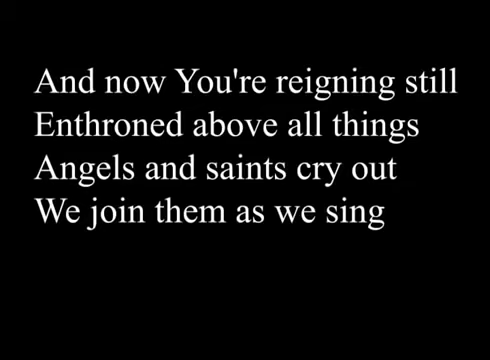 And now You're reigning still
Enthroned above all things
Angels and saints cry out
We join them as we sing